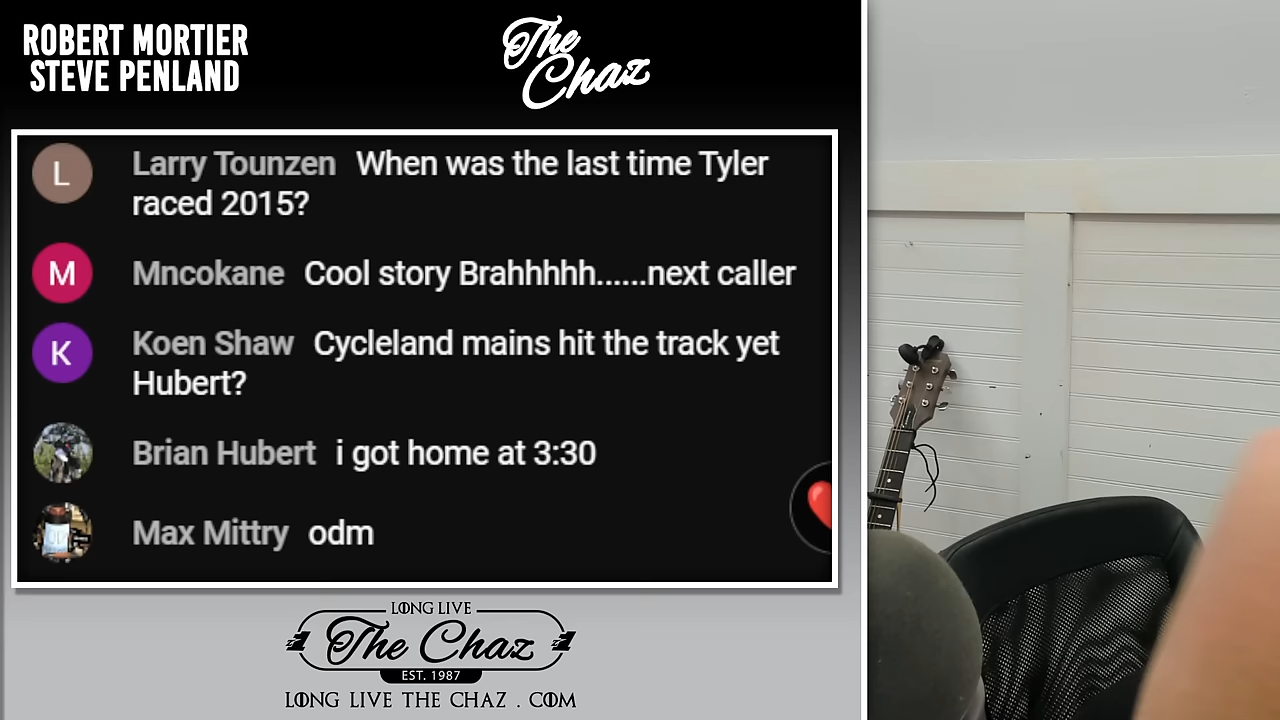 ROBERT MORTIER
STEVE PENLAND
The
Chaz
L
Larry Tounzen When was the last time Tyler
raced 2015?
M
Mncokane Cool story Brahhhhh......next caller
K
Koen Shaw Cycleland mains hit the track yet
Hubert?
Brian Hubert i got home at 3:30
Max Mittry odm
LONG LIVE
The Chaz
EST. 1987
LONG LIVE THE CHAZ . COM